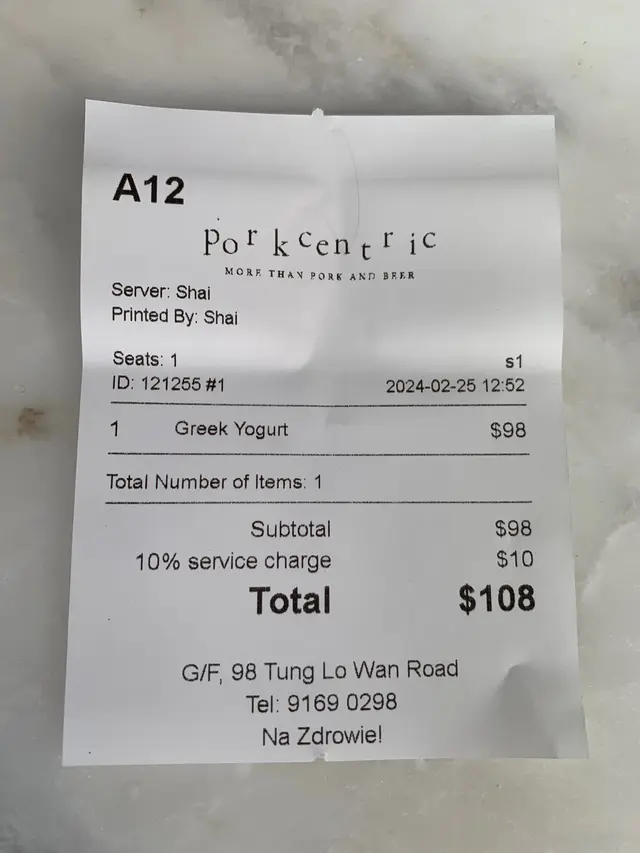 A12
Porkcentric
MORE THAN PORK AND BEER
Server: Shai
Printed By: Shai
Seats: 1 s1
ID: 121255 #1 2024-02-25 12:52
1 Greek Yogurt $98
Total Number of Items: 1
Subtotal $98
10% service charge $10
Total $108
G/F, 98 Tung Lo Wan Road
Tel: 9169 0298
Na Zdrowie!